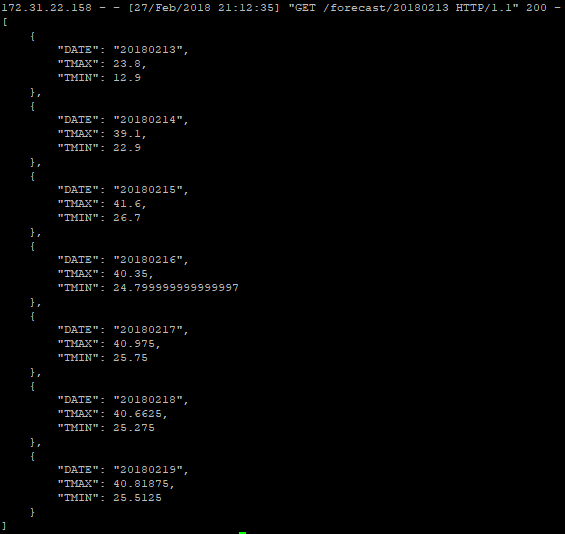 172.31.22.158 - - [27/Feb/2018 21:12:35] "GET /forecast/20180213 HTTP/1.1" 200 -
[
    {
        "DATE": "20180213",
        "TMAX": 23.8,
        "TMIN": 12.9
    },
    {
        "DATE": "20180214",
        "TMAX": 39.1,
        "TMIN": 22.9
    },
    {
        "DATE": "20180215",
        "TMAX": 41.6,
        "TMIN": 26.7
    },
    {
        "DATE": "20180216",
        "TMAX": 40.35,
        "TMIN": 24.799999999999997
    },
    {
        "DATE": "20180217",
        "TMAX": 40.975,
        "TMIN": 25.75
    },
    {
        "DATE": "20180218",
        "TMAX": 40.6625,
        "TMIN": 25.275
    },
    {
        "DATE": "20180219",
        "TMAX": 40.81875,
        "TMIN": 25.5125
    }
]